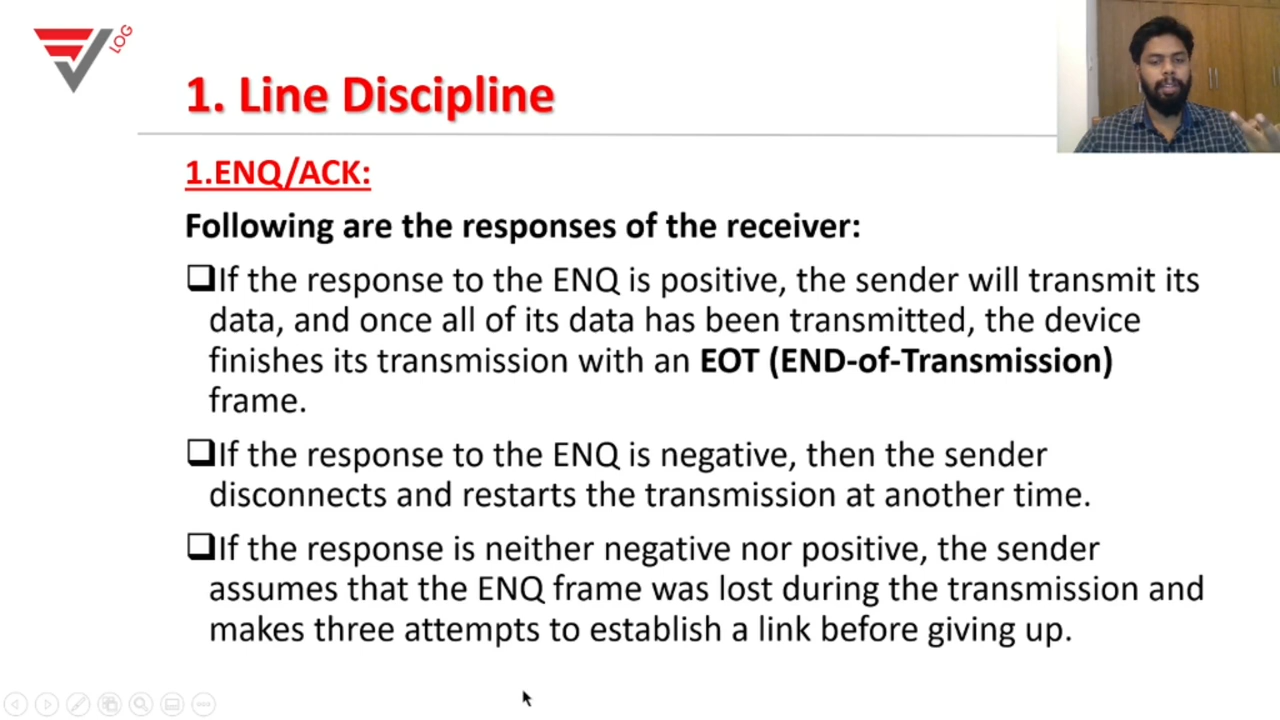 LOG
1. Line Discipline
1.ENQ/ACK:
Following are the responses of the receiver:
❑If the response to the ENQ is positive, the sender will transmit its
data, and once all of its data has been transmitted, the device
finishes its transmission with an EOT (END-of-Transmission)
frame.
❑If the response to the ENQ is negative, then the sender
disconnects and restarts the transmission at another time.
❑If the response is neither negative nor positive, the sender
assumes that the ENQ frame was lost during the transmission and
makes three attempts to establish a link before giving up.